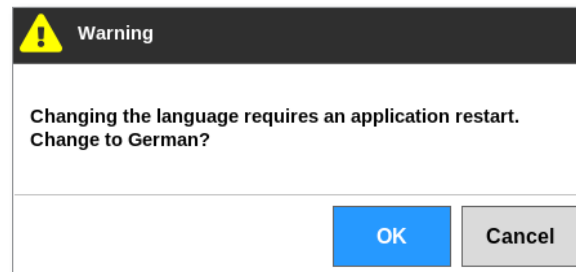 Warning
Changing the language requires an application restart.
Change to German?
OK
Cancel